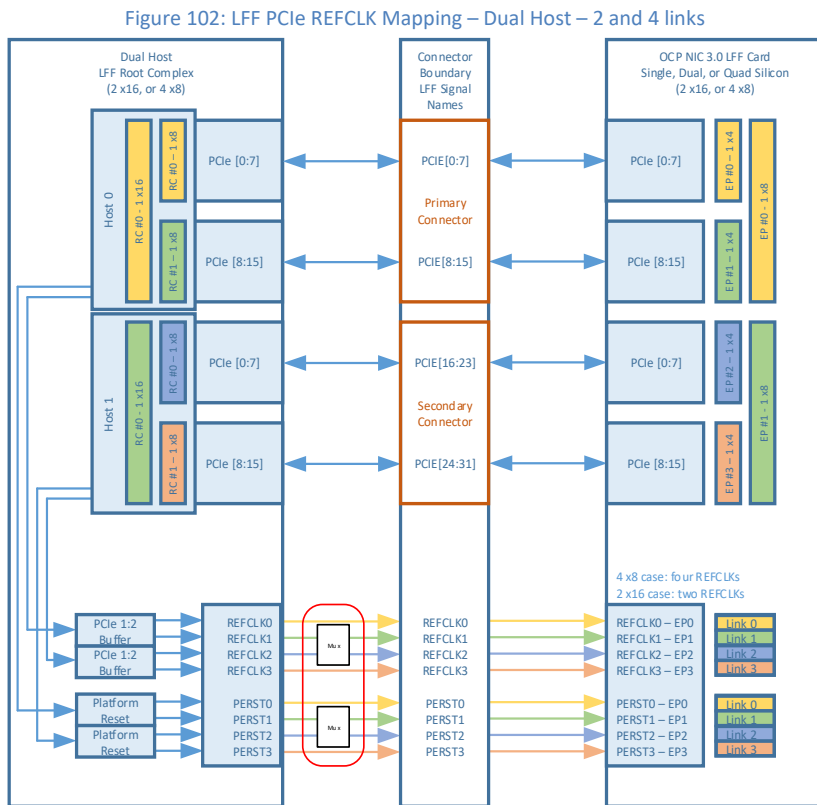 Figure 102: LFF PCIe REFCLK Mapping – Dual Host – 2 and 4 links
Dual Host
LFF Root Complex
(2 x16, or 4 x8)
Connector
Boundary
LFF Signal
Names
OCP NIC 3.0 LFF Card
Single, Dual, or Quad Silicon
(2 x16, or 4 x8)
Host 0
RC #0 - 1 x16
RC #0 – 1 x8
RC #1 – 1 x8
PCIe [0:7]
PCIe [8:15]
PCIE[0:7]
Primary
Connector
PCIE[8:15]
PCIe [0:7]
PCIe [8:15]
EP #0 – 1 x4
EP #1 – 1 x4
EP #0 - 1 x8
Host 1
RC #0 - 1 x16
RC #0 – 1 x8
RC #1 – 1 x8
PCIe [0:7]
PCIe [8:15]
PCIE[16:23]
Secondary
Connector
PCIE[24:31]
PCIe [0:7]
PCIe [8:15]
EP #2 – 1 x4
EP #3 – 1 x4
EP #1 - 1 x8
4 x8 case: four REFCLKs
2 x16 case: two REFCLKs
PCIe 1:2
Buffer
PCIe 1:2
Buffer
REFCLK0
REFCLK1
REFCLK2
REFCLK3
Mux
REFCLK0
REFCLK1
REFCLK2
REFCLK3
REFCLK0 – EP0
REFCLK1 – EP1
REFCLK2 – EP2
REFCLK3 – EP3
Link 0
Link 1
Link 2
Link 3
Platform
Reset
Platform
Reset
PERST0
PERST1
PERST2
PERST3
Mux
PERST0
PERST1
PERST2
PERST3
PERST0 – EP0
PERST1 – EP1
PERST2 – EP2
PERST3 – EP3
Link 0
Link 1
Link 2
Link 3